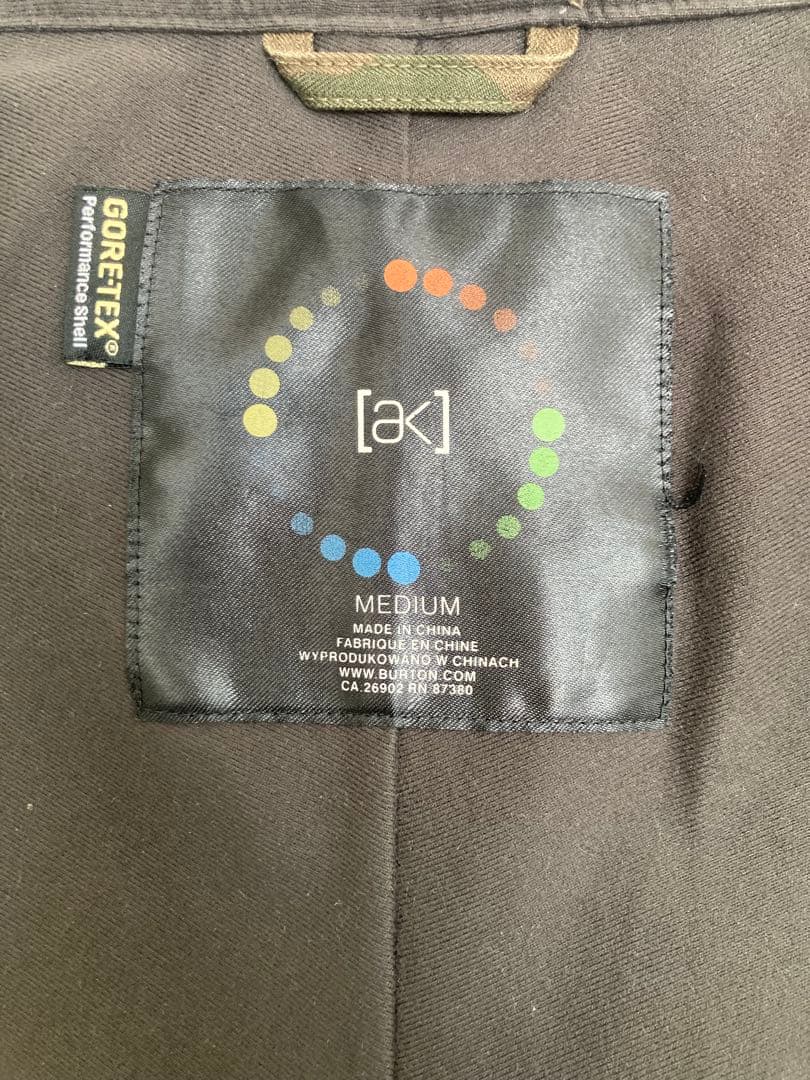 GORE-TEX®
Performance Shell
[ak]
MEDIUM
MADE IN CHINA
FABRIQUE EN CHINE
WYPRODUKOWANO W CHINACH
WWW.BURTON.COM
CA.26902 RN 87380